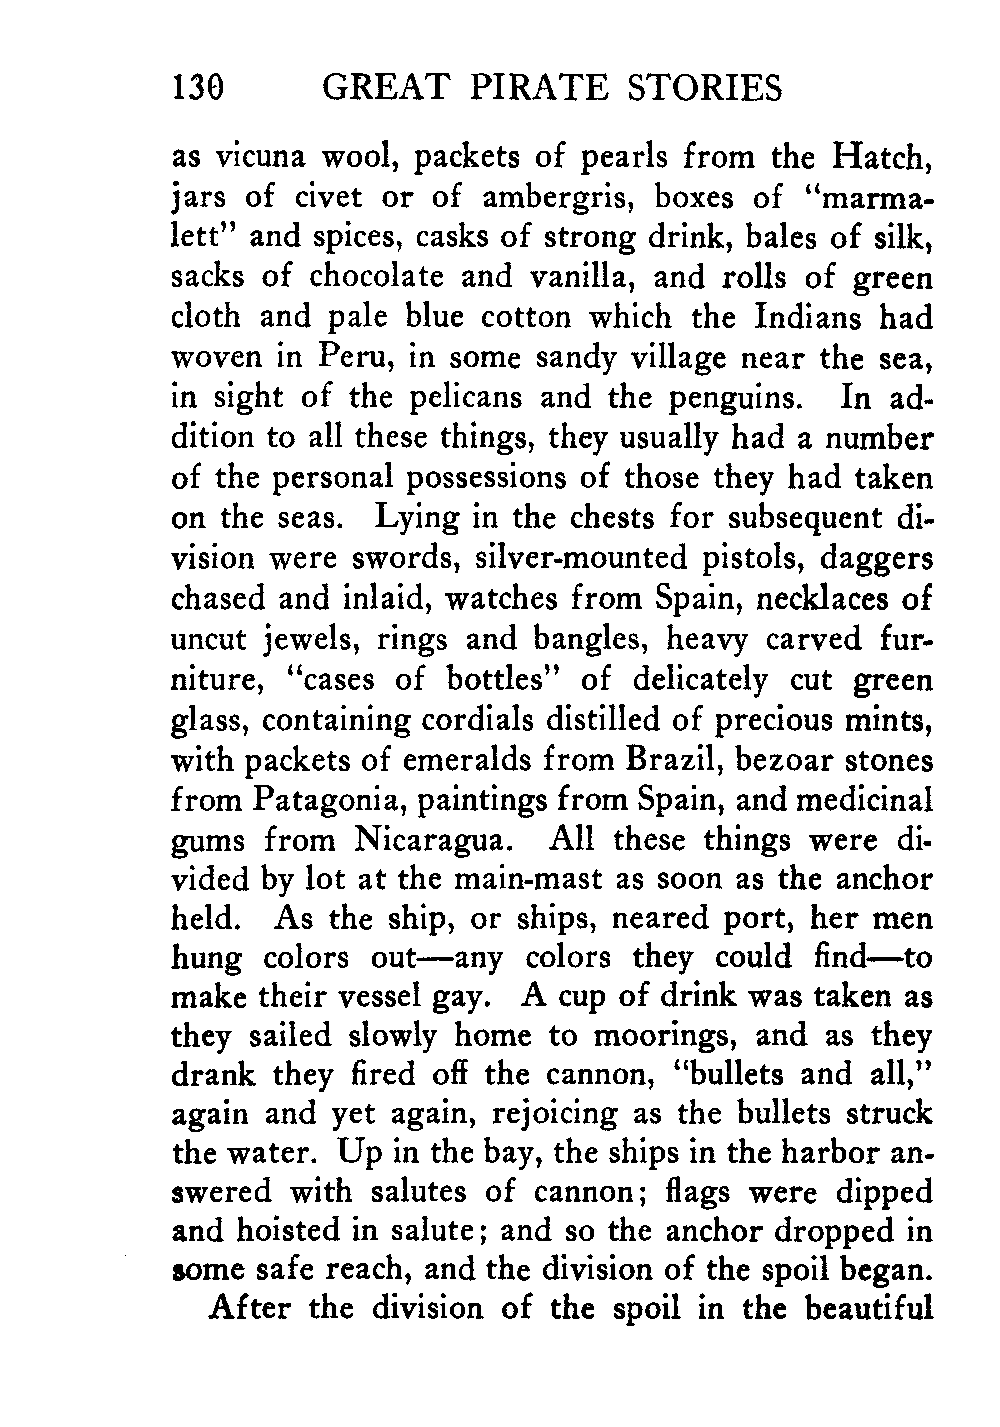 130 GREAT PIRATE STORIES
as vicuna wool, packets of pearls from the Hatch,
jars of civet or of ambergris, boxes of "marma-
lett" and spices, casks of strong drink, bales of silk,
sacks of chocolate and vanilla, and rolls of green
cloth and pale blue cotton which the Indians had
woven in Peru, in some sandy village near the sea,
in sight of the pelicans and the penguins. In ad-
dition to all these things, they usually had a number
of the personal possessions of those they had taken
on the seas. Lying in the chests for subsequent di-
vision were swords, silver-mounted pistols, daggers
chased and inlaid, watches from Spain, necklaces of
uncut jewels, rings and bangles, heavy carved fur-
niture, "cases of bottles" of delicately cut green
glass, containing cordials distilled of precious mints,
with packets of emeralds from Brazil, bezoar stones
from Patagonia, paintings from Spain, and medicinal
gums from Nicaragua. All these things were di-
vided by lot at the main-mast as soon as the anchor
held. As the ship, or ships, neared port, her men
hung colors out—any colors they could find—to
make their vessel gay. A cup of drink was taken as
they sailed slowly home to moorings, and as they
drank they fired off the cannon, "bullets and all,"
again and yet again, rejoicing as the bullets struck
the water. Up in the bay, the ships in the harbor an-
swered with salutes of cannon; flags were dipped
and hoisted in salute; and so the anchor dropped in
some safe reach, and the division of the spoil began.
After the division of the spoil in the beautiful